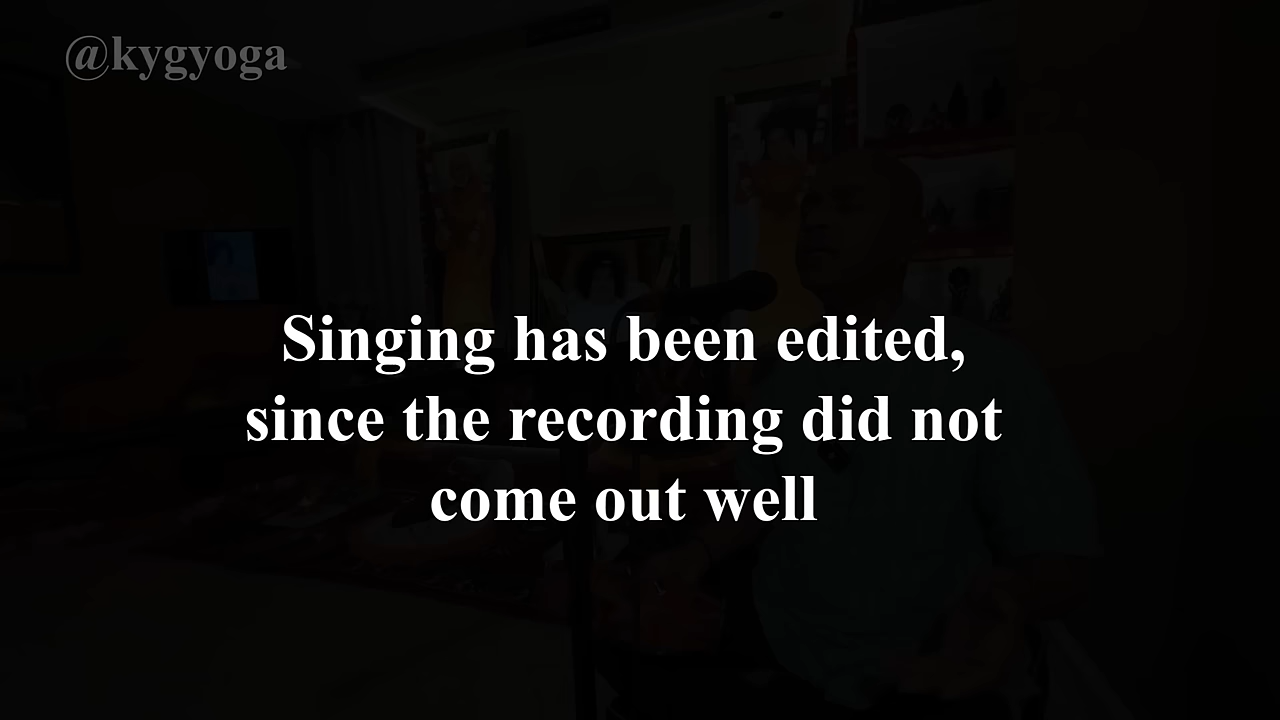 @kygyoga
Singing has been edited,
since the recording did not
come out well